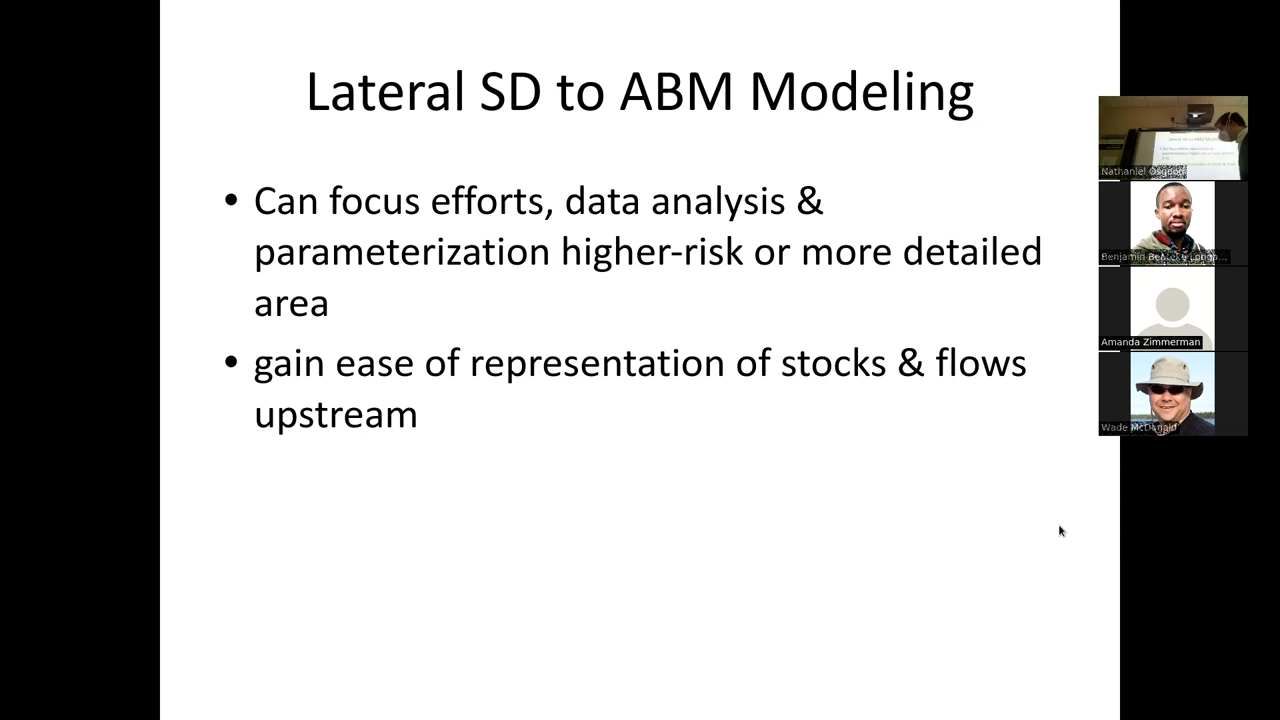 Lateral SD to ABM Modeling
• Can focus efforts, data analysis &
parameterization higher-risk or more detailed
area
• gain ease of representation of stocks & flows
upstream
Nathaniel Osgood
Benjamin
Amanda Zimmerman
Wade McDonald